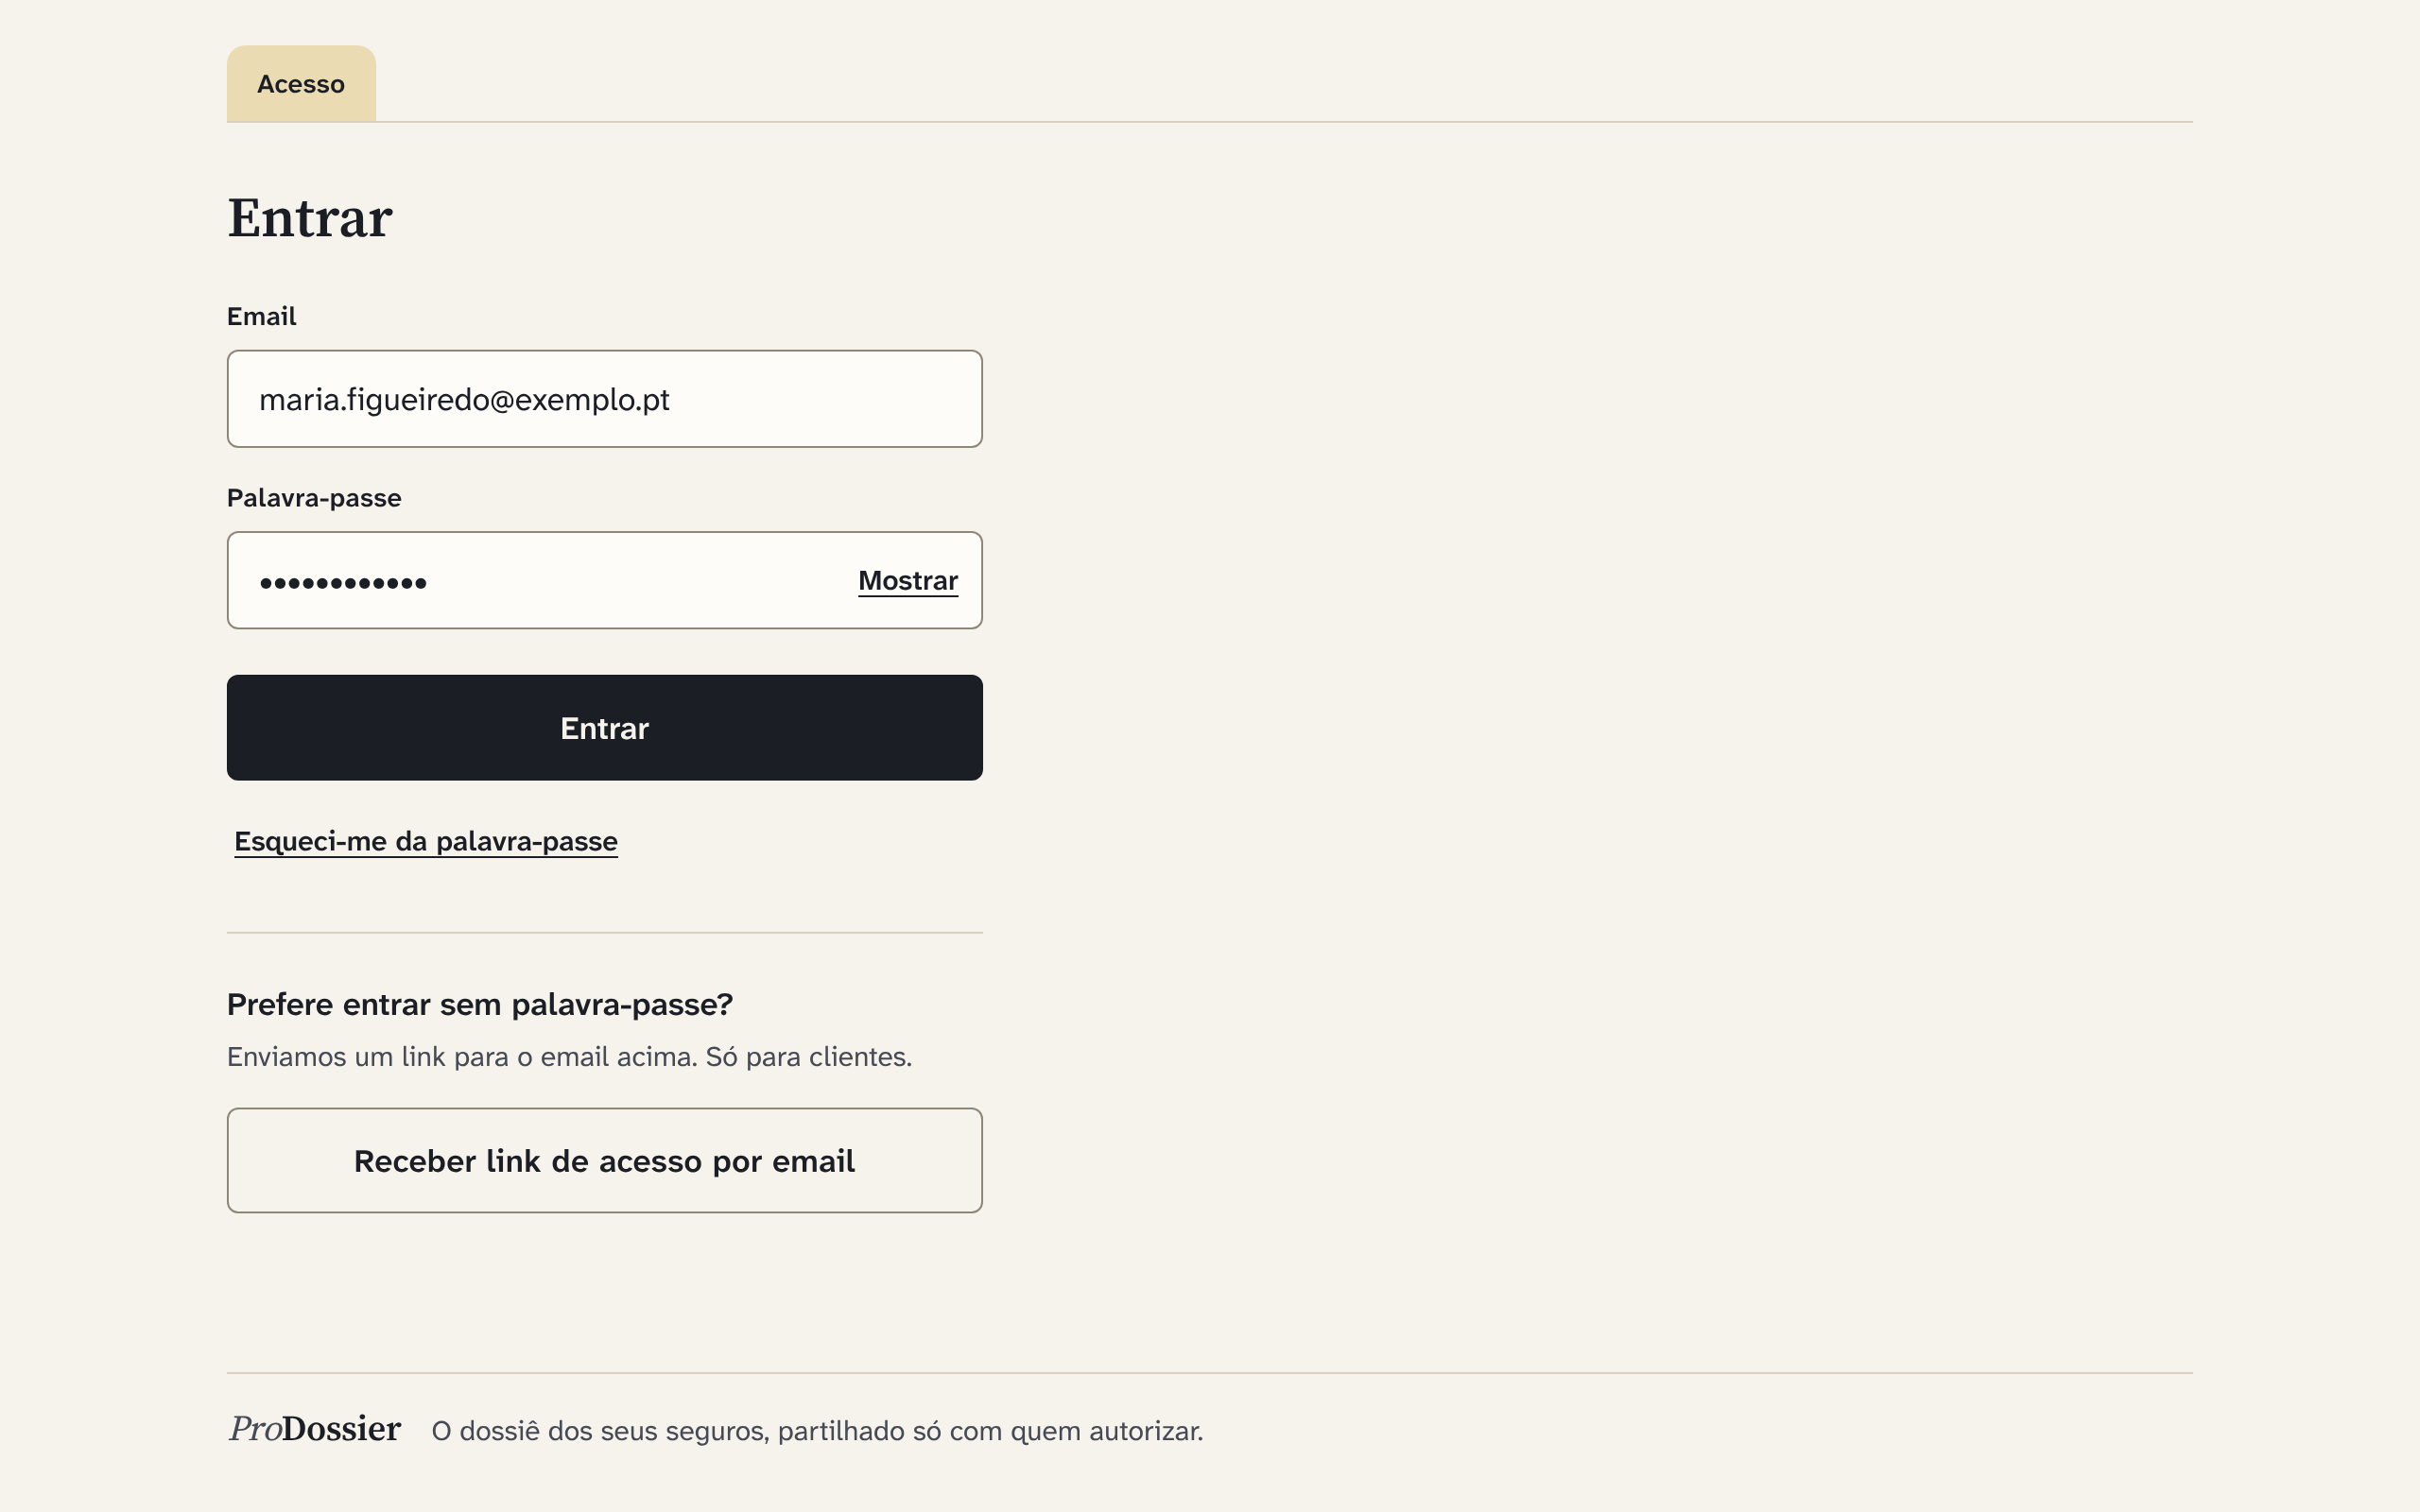 Acesso
Entrar
Email
maria.figueiredo@exemplo.pt
Palavra-passe
•••••••••••• Mostrar
Entrar
Esqueci-me da palavra-passe
Prefere entrar sem palavra-passe?
Enviamos um link para o email acima. Só para clientes.
Receber link de acesso por email
ProDossier O dossiê dos seus seguros, partilhado só com quem autorizar.